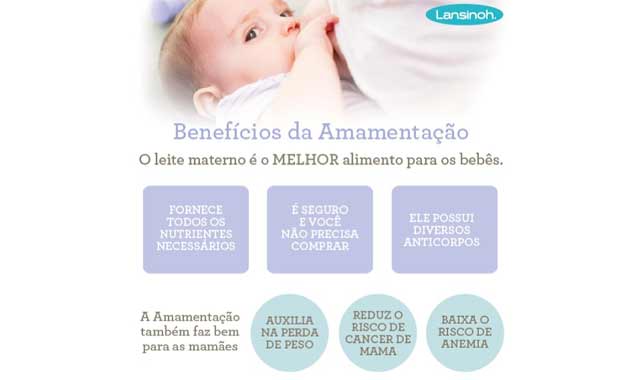 Lansinoh.
Benefícios da Amamentação
O leite materno é o MELHOR alimento para os bebês.
FORNECE
TODOS OS
NUTRIENTES
NECESSÁRIOS
É SEGURO
E VOCÊ
NÃO PRECISA
COMPRAR
ELE POSSUI
DIVERSOS
ANTICORPOS
A Amamentação
também faz bem
para as mamães
AUXILIA
NA PERDA
DE PESO
REDUZ O
RISCO DE
CANCER DE
MAMA
BAIXA O
RISCO DE
ANEMIA